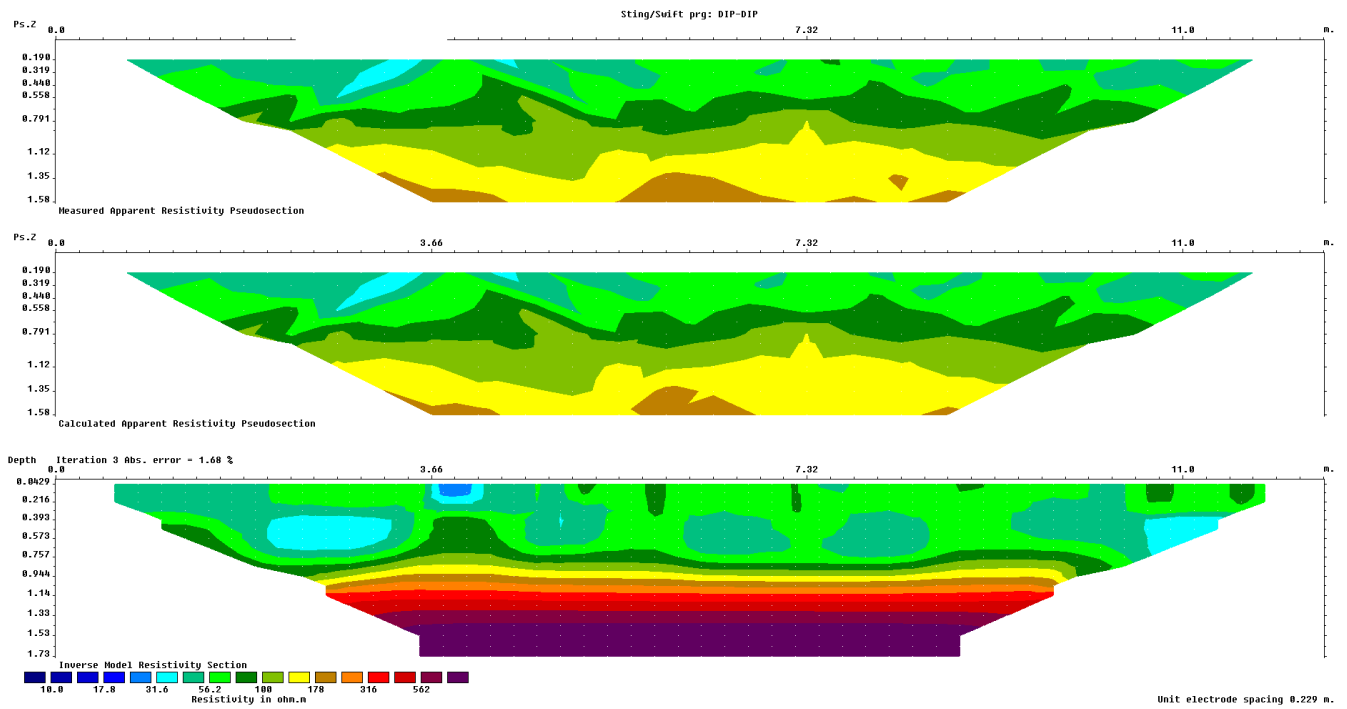 Sting/Swift prg: DIP-DIP
Ps.Z 0.0 7.32 11.0 m.
0.190
0.319
0.440
0.558
0.791
1.12
1.35
1.58
Measured Apparent Resistivity Pseudosection
Ps.Z 0.0 3.66 7.32 11.0 m.
0.190
0.319
0.440
0.558
0.791
1.12
1.35
1.58
Calculated Apparent Resistivity Pseudosection
Depth Iteration 3 Abs. error = 1.68 %
0.0 3.66 7.32 11.0 m.
0.0429
0.216
0.393
0.573
0.757
0.944
1.14
1.33
1.53
1.73
Inverse Model Resistivity Section
10.0 17.8 31.6 56.2 100 178 316 562
Resistivity in ohm.m
Unit electrode spacing 0.229 m.